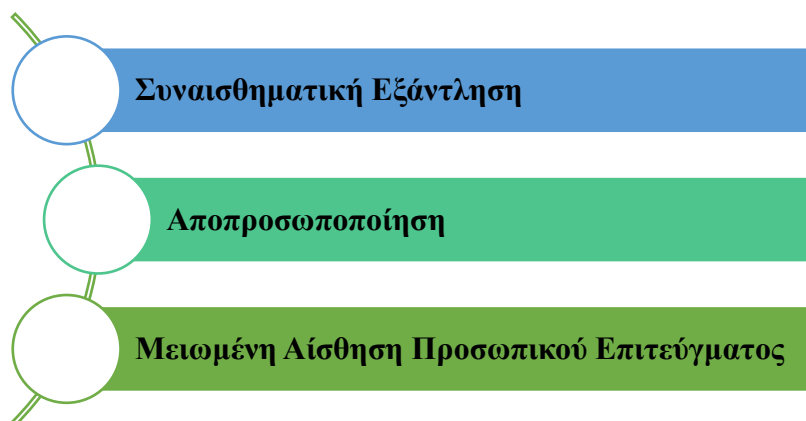 Συναισθηματική Εξάντληση
Αποπροσωποποίηση
Μειωμένη Αίσθηση Προσωπικού Επιτεύγματος